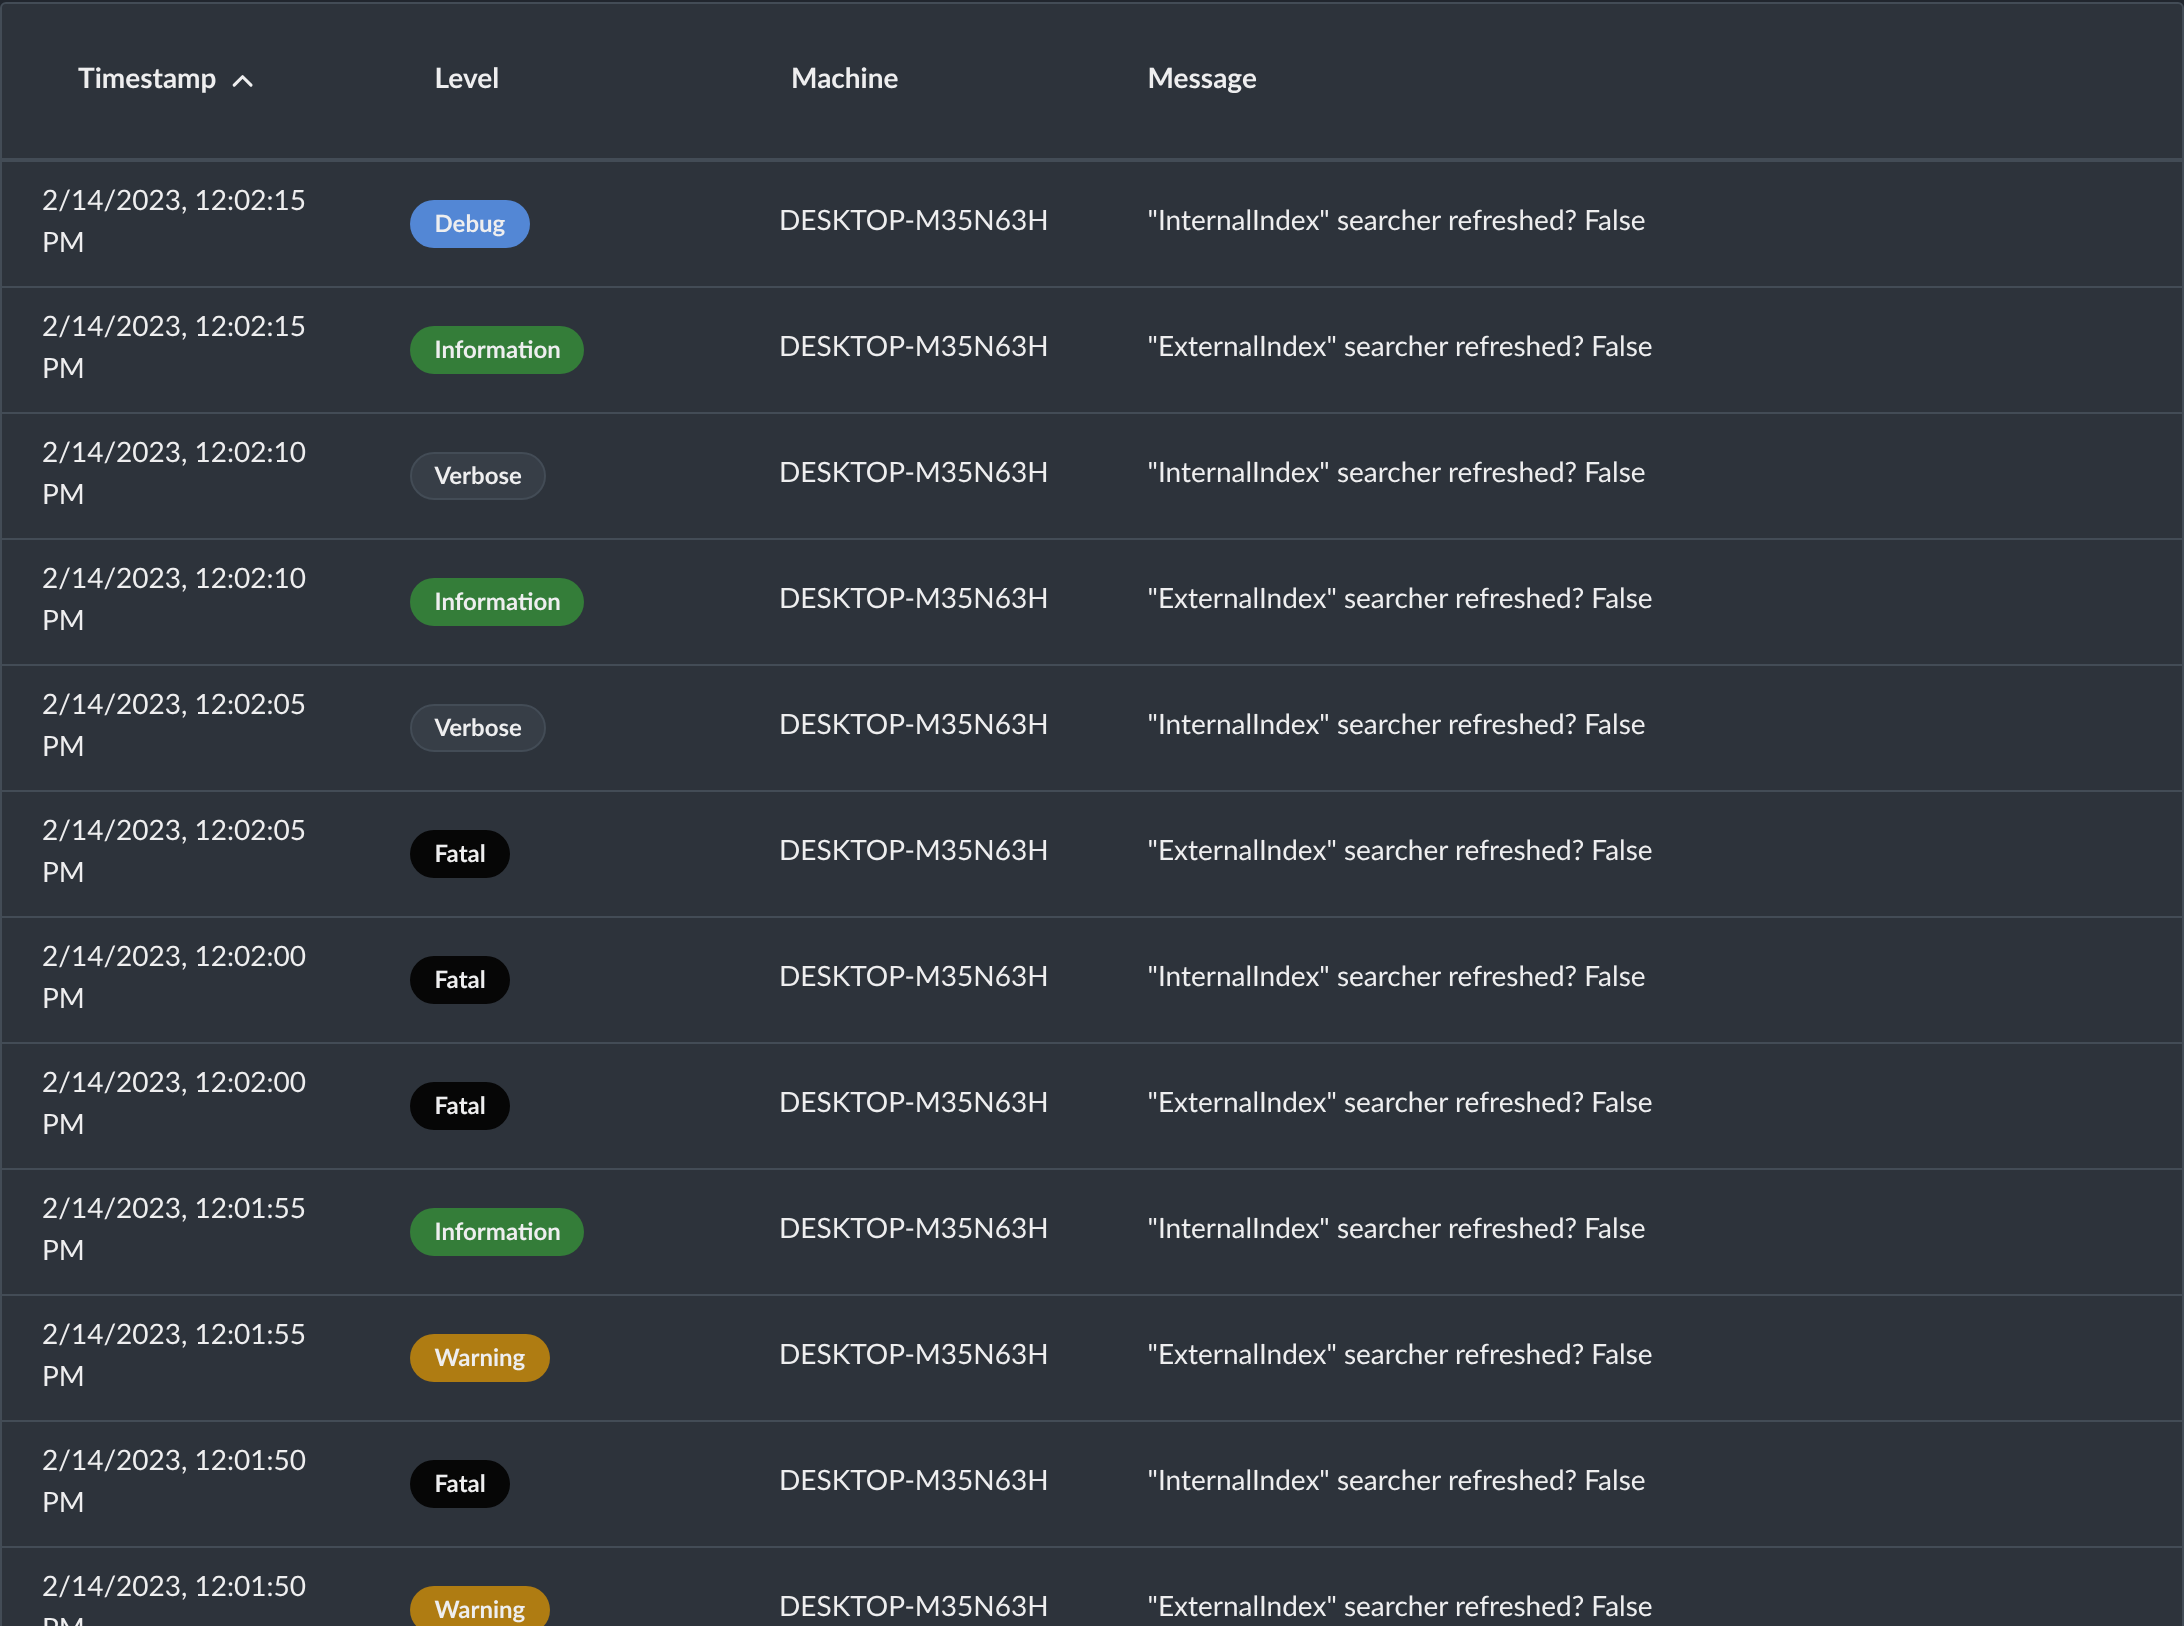 Timestamp Level Machine Message
2/14/2023, 12:02:15
PM
Debug
DESKTOP-M35N63H
"InternalIndex" searcher refreshed? False
2/14/2023, 12:02:15
PM
Information
DESKTOP-M35N63H
"ExternalIndex" searcher refreshed? False
2/14/2023, 12:02:10
PM
Verbose
DESKTOP-M35N63H
"InternalIndex" searcher refreshed? False
2/14/2023, 12:02:10
PM
Information
DESKTOP-M35N63H
"ExternalIndex" searcher refreshed? False
2/14/2023, 12:02:05
PM
Verbose
DESKTOP-M35N63H
"InternalIndex" searcher refreshed? False
2/14/2023, 12:02:05
PM
Fatal
DESKTOP-M35N63H
"ExternalIndex" searcher refreshed? False
2/14/2023, 12:02:00
PM
Fatal
DESKTOP-M35N63H
"InternalIndex" searcher refreshed? False
2/14/2023, 12:02:00
PM
Fatal
DESKTOP-M35N63H
"ExternalIndex" searcher refreshed? False
2/14/2023, 12:01:55
PM
Information
DESKTOP-M35N63H
"InternalIndex" searcher refreshed? False
2/14/2023, 12:01:55
PM
Warning
DESKTOP-M35N63H
"ExternalIndex" searcher refreshed? False
2/14/2023, 12:01:50
PM
Fatal
DESKTOP-M35N63H
"InternalIndex" searcher refreshed? False
2/14/2023, 12:01:50
PM
Warning
DESKTOP-M35N63H
"ExternalIndex" searcher refreshed? False